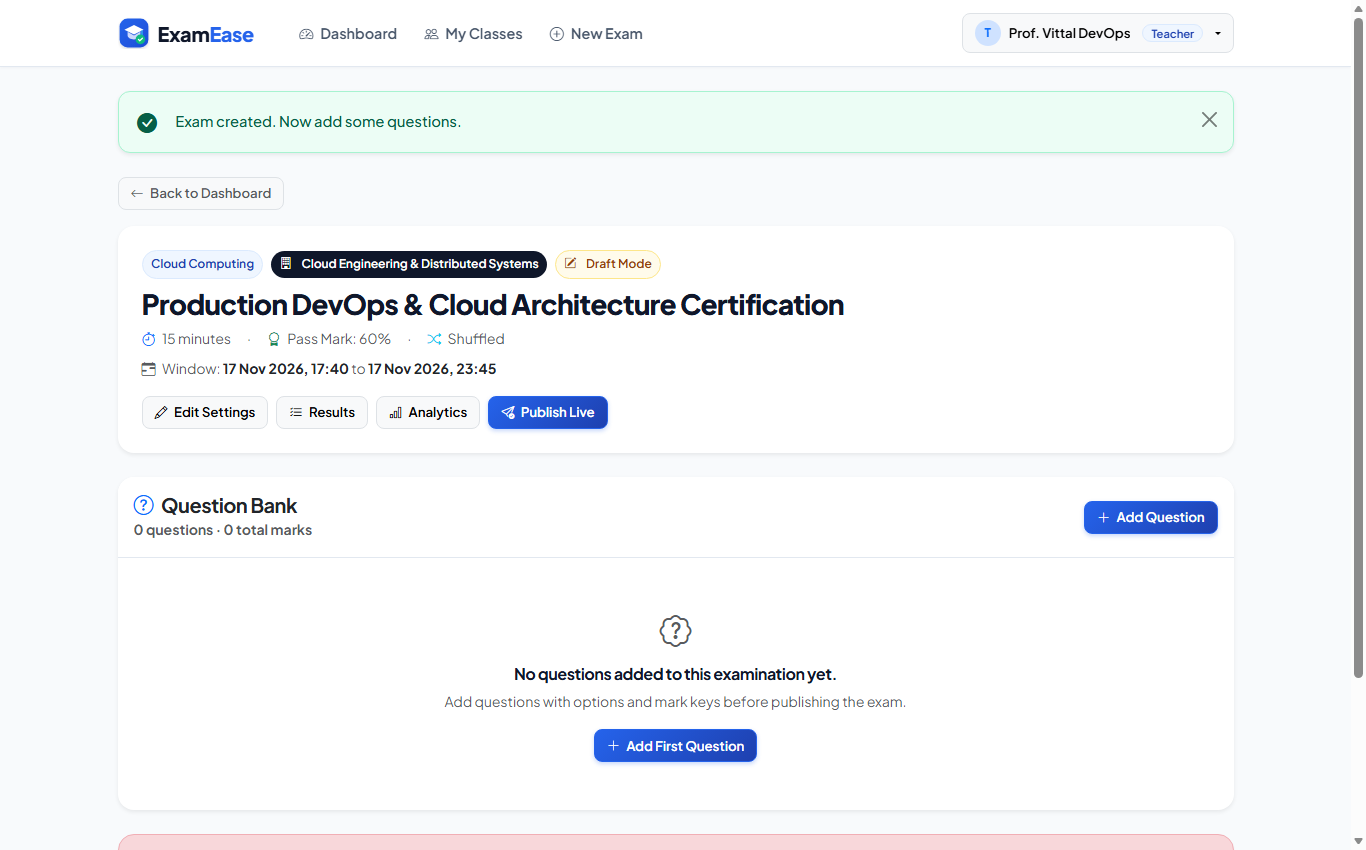 ExamEase Dashboard My Classes New Exam T Prof. Vittal DevOps Teacher
Exam created. Now add some questions.
← Back to Dashboard
Cloud Computing Cloud Engineering & Distributed Systems Draft Mode
Production DevOps & Cloud Architecture Certification
15 minutes · Pass Mark: 60% · Shuffled
Window: 17 Nov 2026, 17:40 to 17 Nov 2026, 23:45
Edit Settings Results Analytics Publish Live
? Question Bank
0 questions · 0 total marks
+ Add Question
?
No questions added to this examination yet.
Add questions with options and mark keys before publishing the exam.
+ Add First Question